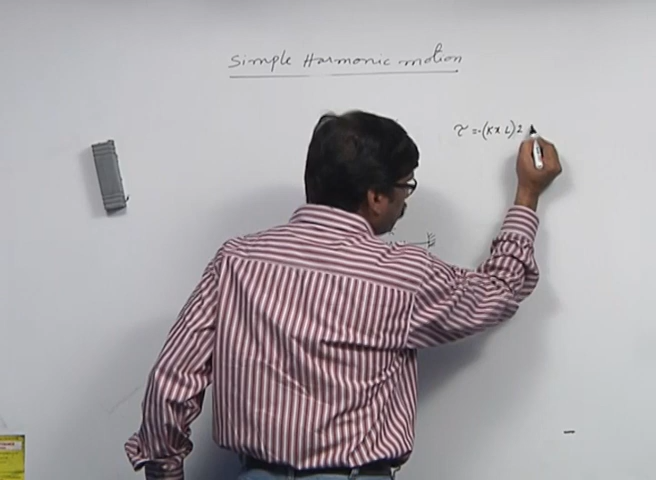 Simple Harmonic motion
τ = -(K x L) 2